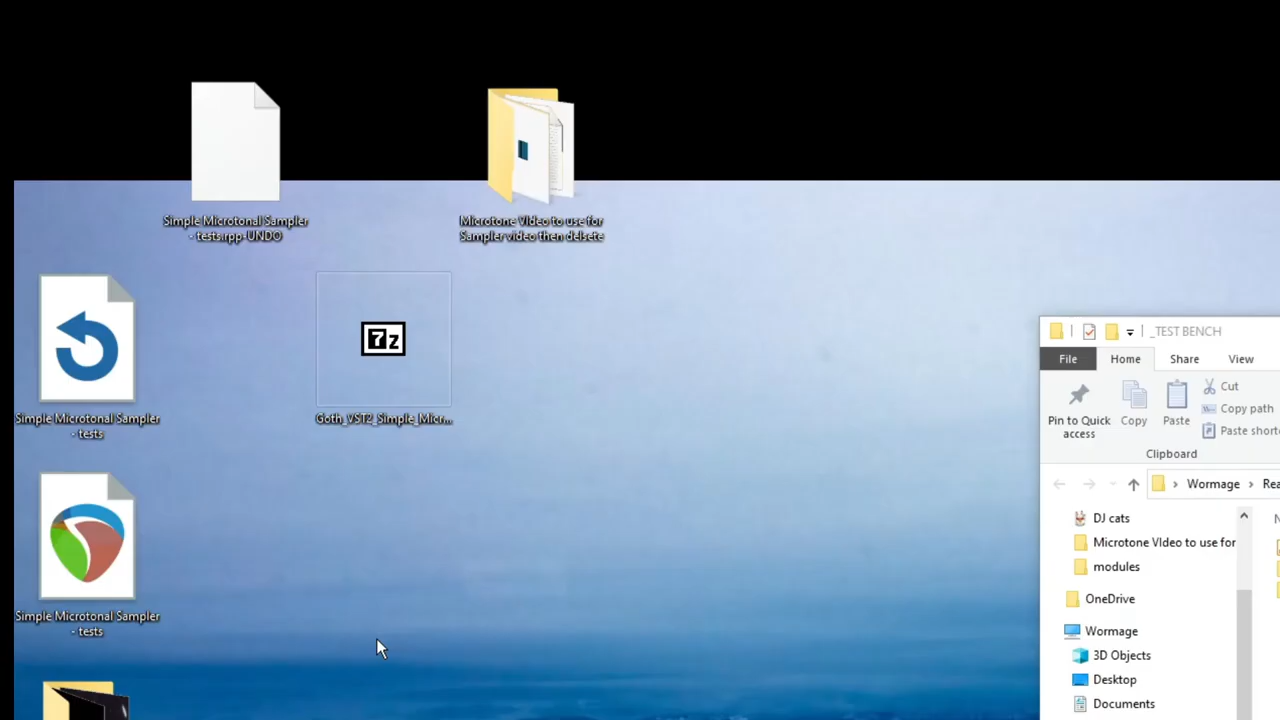 Simple Microtonal Sampler
- tests.rpp-UNDO
Microtone VIdeo to use for
Sampler video then delsete
Simple Microtonal Sampler
- tests
7z
Goth_VST2_Simple_Micr...
Simple Microtonal Sampler
- tests
_TEST BENCH
File
Home
Share
View
Pin to Quick
access
Copy
Paste
Cut
Copy path
Paste shortc
Clipboard
Wormage
Rea
DJ cats
Microtone VIdeo to use for
modules
OneDrive
Wormage
3D Objects
Desktop
Documents